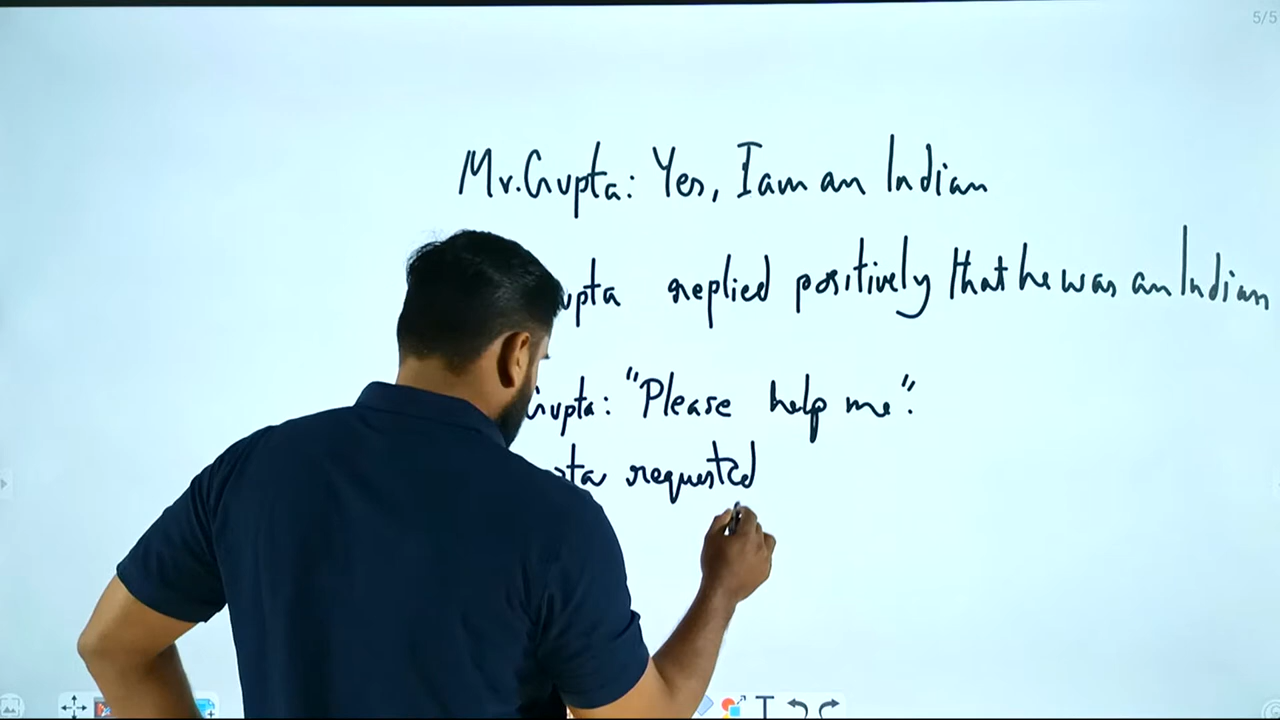 5/5
Mr.Gupta: Yes, I am an Indian
upta replied positively that he was an Indian
Gupta: "Please help me".
ta requested